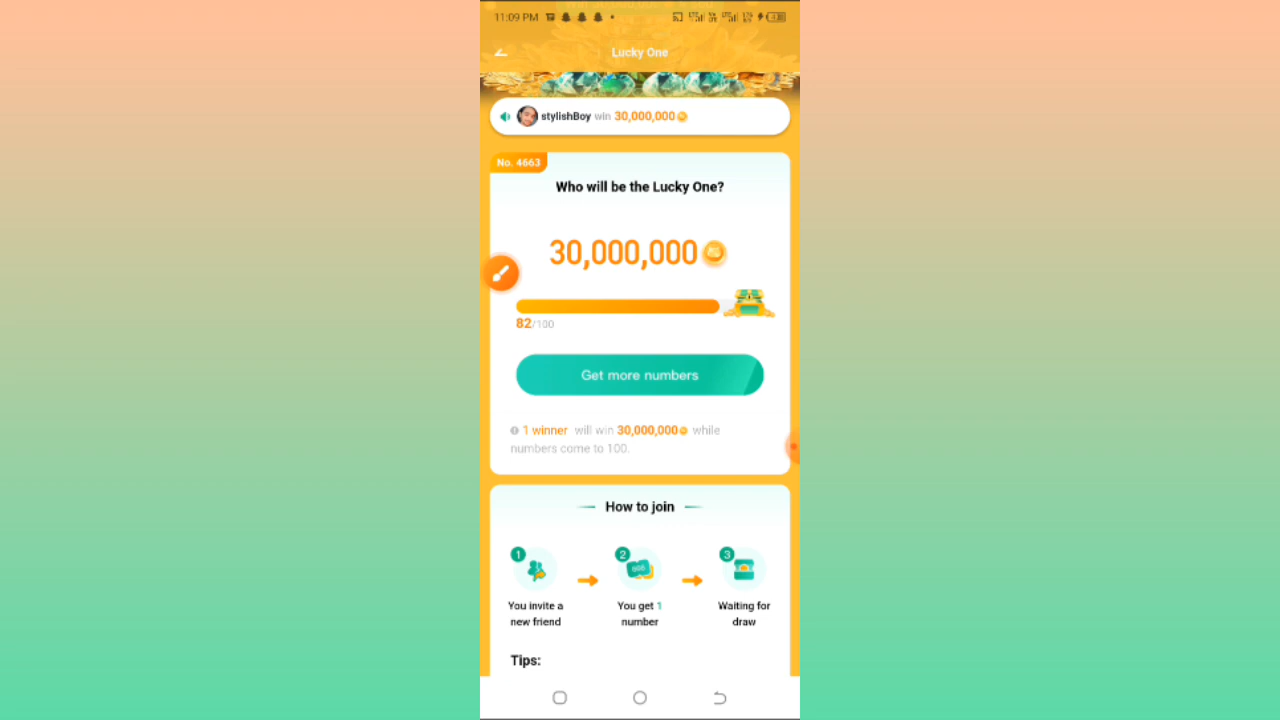 11:09 PM
Lucky One
stylishBoy win 30,000,000
No. 4663
Who will be the Lucky One?
30,000,000
82/100
Get more numbers
1 winner will win 30,000,000 while
numbers come to 100.
How to join
1 2 3
You invite a
new friend
You get 1
number
Waiting for
draw
Tips: